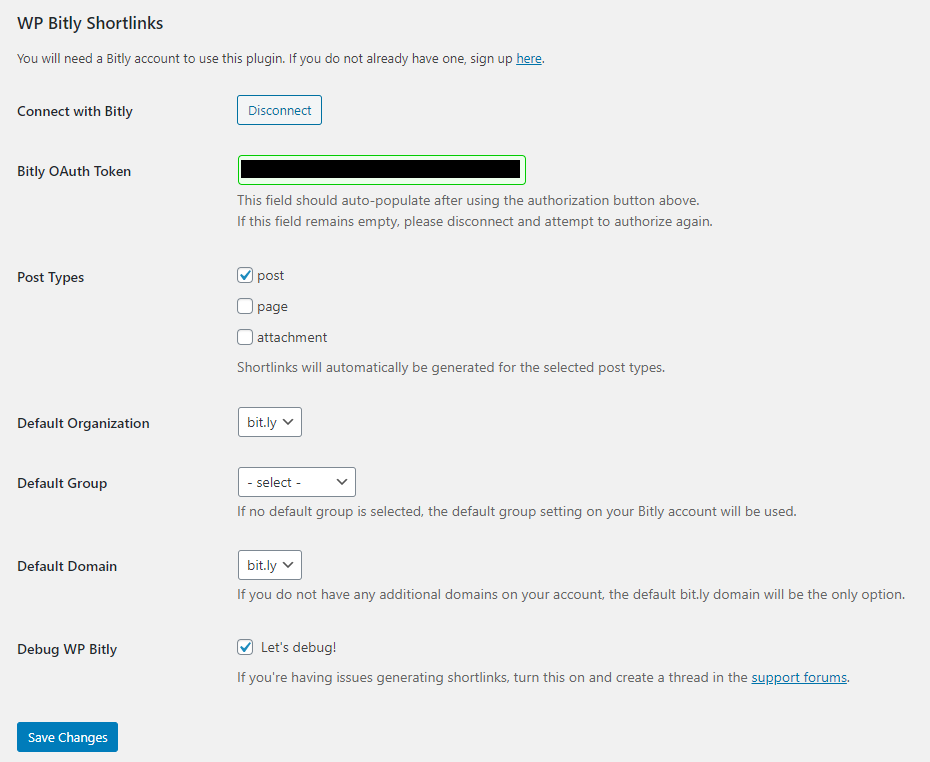 WP Bitly Shortlinks
You will need a Bitly account to use this plugin. If you do not already have one, sign up here.
Connect with Bitly
Disconnect
Bitly OAuth Token
This field should auto-populate after using the authorization button above.
If this field remains empty, please disconnect and attempt to authorize again.
Post Types
post
page
attachment
Shortlinks will automatically be generated for the selected post types.
Default Organization
bit.ly
Default Group
- select -
If no default group is selected, the default group setting on your Bitly account will be used.
Default Domain
bit.ly
If you do not have any additional domains on your account, the default bit.ly domain will be the only option.
Debug WP Bitly
Let's debug!
If you're having issues generating shortlinks, turn this on and create a thread in the support forums.
Save Changes